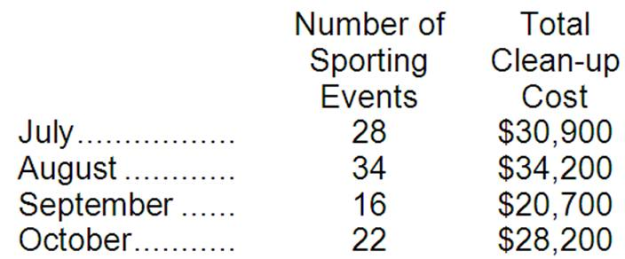 Number of Total
Sporting Clean-up
Events Cost
July................. 28 $30,900
August ............ 34 $34,200
September ...... 16 $20,700
October........... 22 $28,200